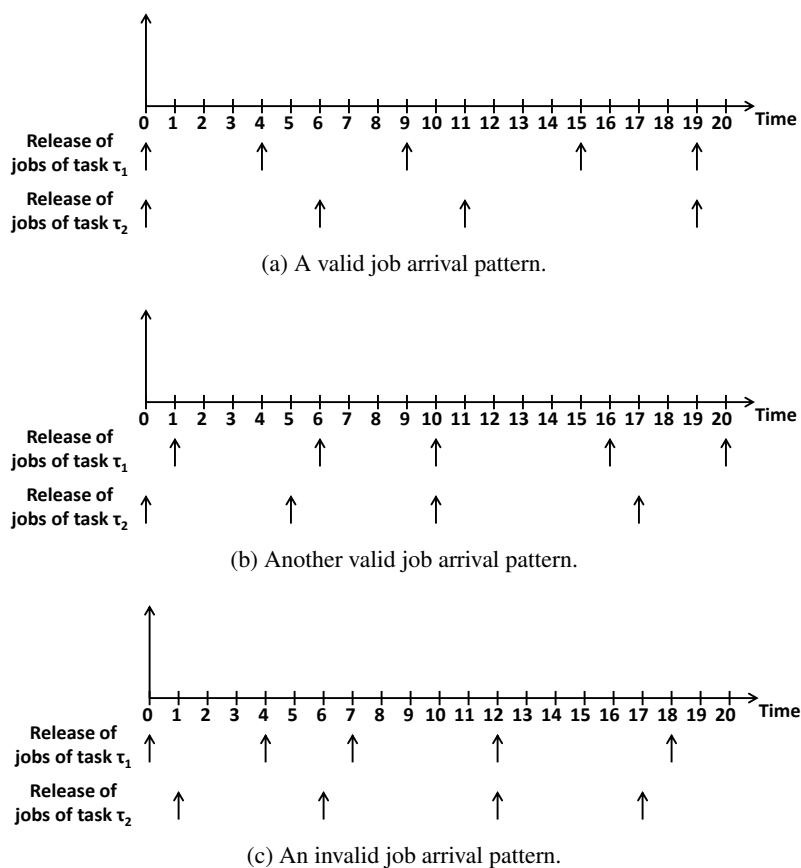 0 1 2 3 4 5 6 7 8 9 10 11 12 13 14 15 16 17 18 19 20 Time
Release of
jobs of task τ1
Release of
jobs of task τ2
(a) A valid job arrival pattern.
0 1 2 3 4 5 6 7 8 9 10 11 12 13 14 15 16 17 18 19 20 Time
Release of
jobs of task τ1
Release of
jobs of task τ2
(b) Another valid job arrival pattern.
0 1 2 3 4 5 6 7 8 9 10 11 12 13 14 15 16 17 18 19 20 Time
Release of
jobs of task τ1
Release of
jobs of task τ2
(c) An invalid job arrival pattern.